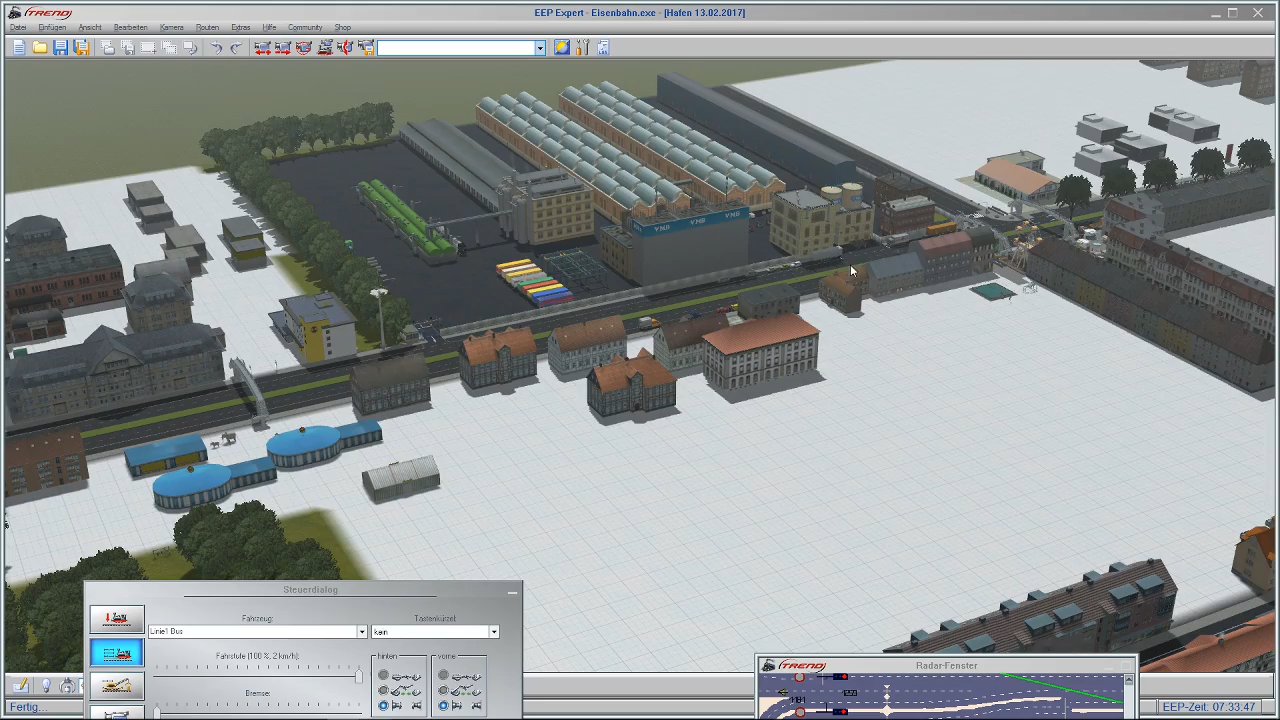 TREND
EEP Expert - Eisenbahn.exe - [Hafen 13.02.2017]
Datei Einfügen Ansicht Bearbeiten Kamera Routen Extras Hilfe Community Shop
Steuerdialog
Fahrzeug: Tastenkürzel:
Linie1 Bus kein
Fahrstufe (100 %, 2 km/h): hinten vorne
Bremse:
TREND Radar-Fenster
Fertig... EEP-Zeit: 07:33:47